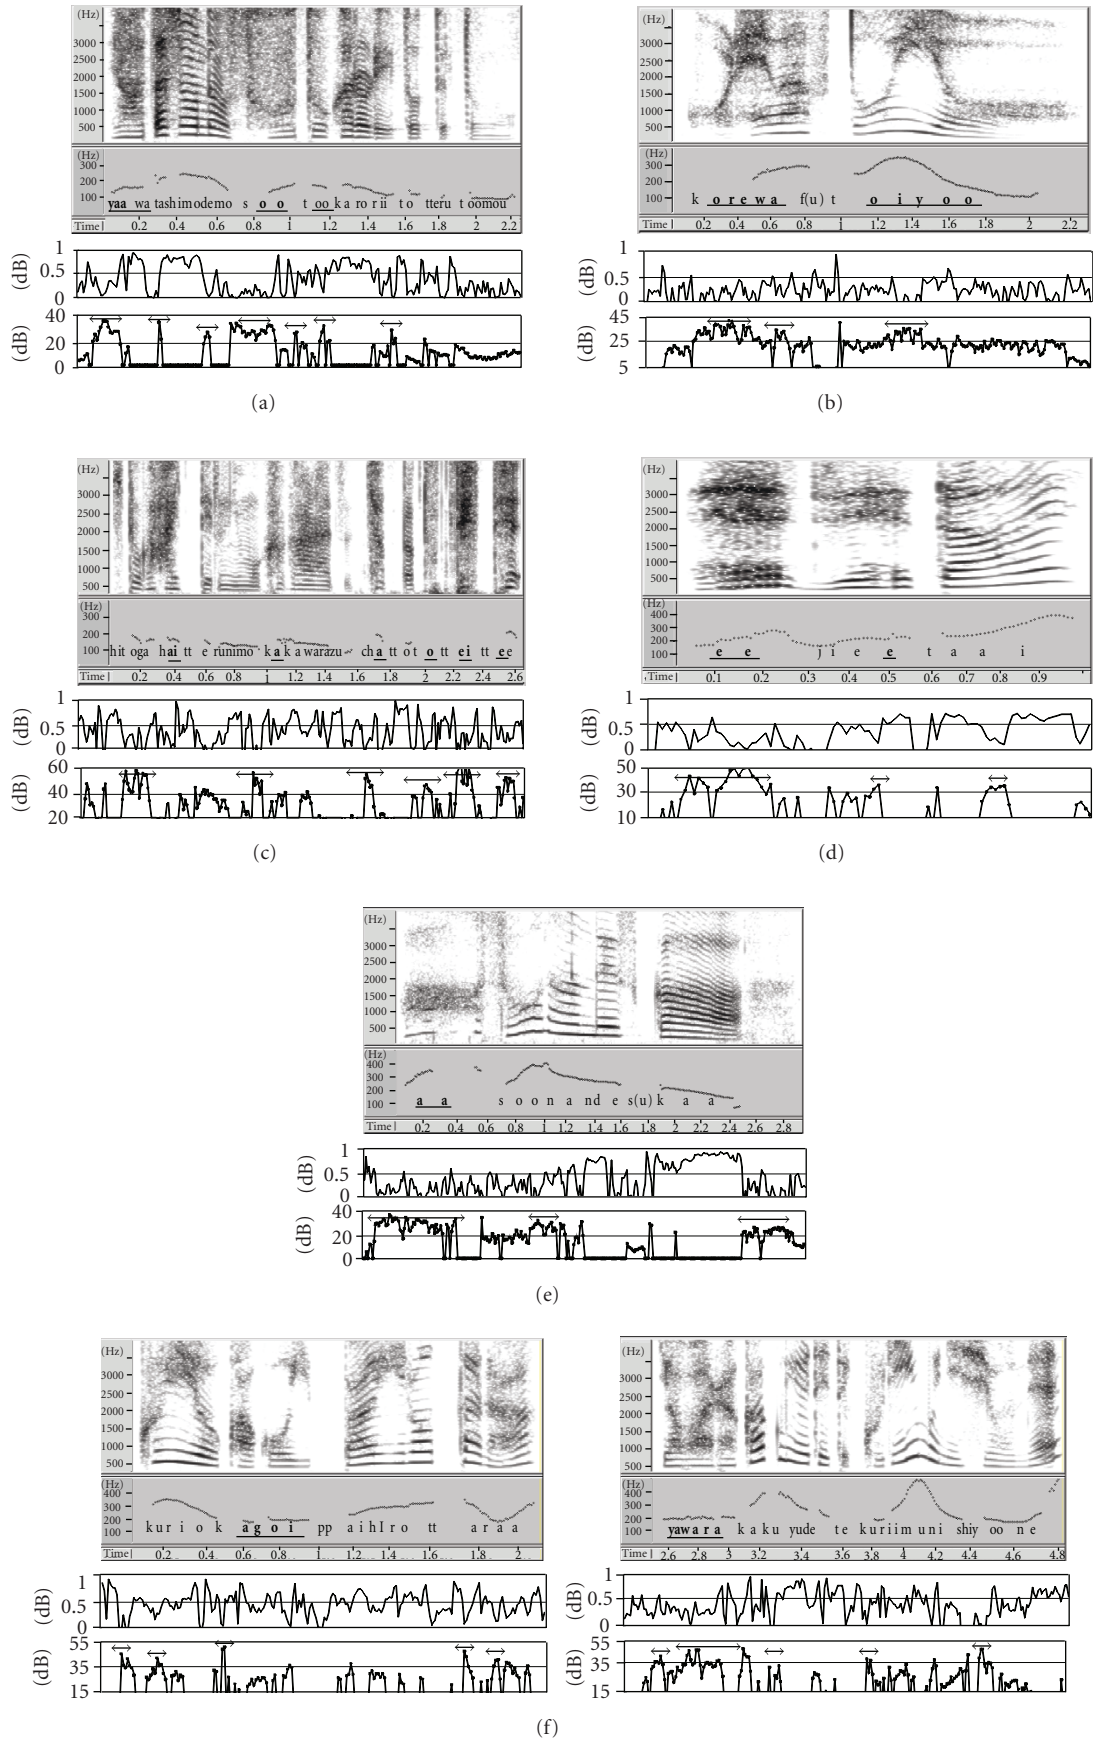 (Hz)
3000
2500
2000
1500
1000
500
(Hz)
300
200
100
yaa wa tashimodemo s o o t oo ka ro rii to tteru t oomou
Time 0.2 0.4 0.6 0.8 1 1.2 1.4 1.6 1.8 2 2.2
(dB) 1 0.5 0
(dB) 40 20 0
(a)
(Hz)
3000
2500
2000
1500
1000
500
(Hz)
300
200
100
k o r e w a f(u) t o i y o o
Time 0.2 0.4 0.6 0.8 1 1.2 1.4 1.6 2 2.2
(dB) 1 0.5 0
(dB) 45 25 5
(b)
(Hz)
3000
2500
2000
1500
1000
500
(Hz)
300
200
100
hit oga hai tt e runimo k a k a warazu cha tt ot o tt ei tt ee
Time 0.2 0.4 0.6 0.8 1 1.2 1.4 1.6 1.8 2 2.2 2.4 2.6
(dB) 1 0.5 0
(dB) 60 40 20
(c)
(Hz)
3000
2500
2000
1500
1000
500
(Hz)
400
300
200
100
e e j i e e t a a i
Time 0.1 0.2 0.3 0.4 0.5 0.6 0.7 0.8 0.9
(dB) 1 0.5 0
(dB) 50 30 10
(d)
(Hz)
3000
2500
2000
1500
1000
500
(Hz)
400
300
200
100
a a s o o n a nd e s(u) k a a
Time 0.2 0.4 0.6 0.8 1 1.2 1.4 1.6 1.8 2 2.2 2.4 2.6 2.8
(dB) 1 0.5 0
(dB) 40 20 0
(e)
(Hz)
3000
2500
2000
1500
1000
500
(Hz)
400
300
200
100
kur i o k a g o i pp a ihIro tt a r a a
Time 0.2 0.4 0.6 0.8 1 1.2 1.4 1.6 1.8 2
(dB) 1 0.5 0
(dB) 55 35 15
(Hz)
3000
2500
2000
1500
1000
500
(Hz)
400
300
200
100
yawara kaku yude te kuriimuni shiy oo ne
Time 2.6 2.8 3 3.2 3.4 3.6 3.8 4 4.2 4.4 4.6 4.8
(dB) 1 0.5 0
(dB) 55 35 15
(f)